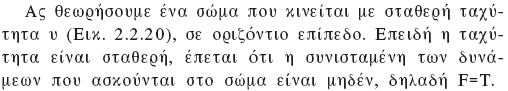 Ας θεωρήσουμε ένα σώμα που κινείται με σταθερή ταχύ-
τητα υ (Εικ. 2.2.20), σε οριζόντιο επίπεδο. Επειδή η ταχύ-
τητα είναι σταθερή, έπεται ότι η συνισταμένη των δυνά-
μεων που ασκούνται στο σώμα είναι μηδέν, δηλαδή F=T.